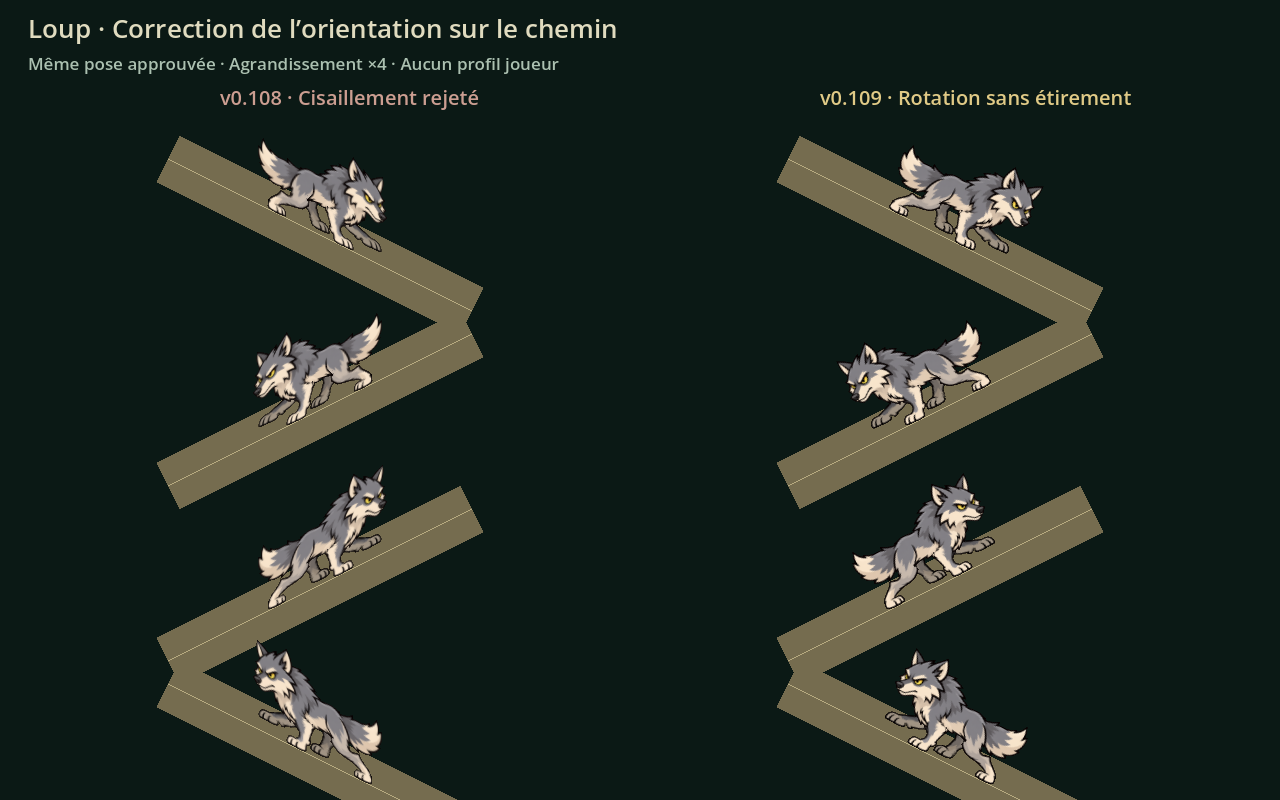 Loup · Correction de l’orientation sur le chemin
Même pose approuvée · Agrandissement ×4 · Aucun profil joueur
v0.108 · Cisaillement rejeté
v0.109 · Rotation sans étirement